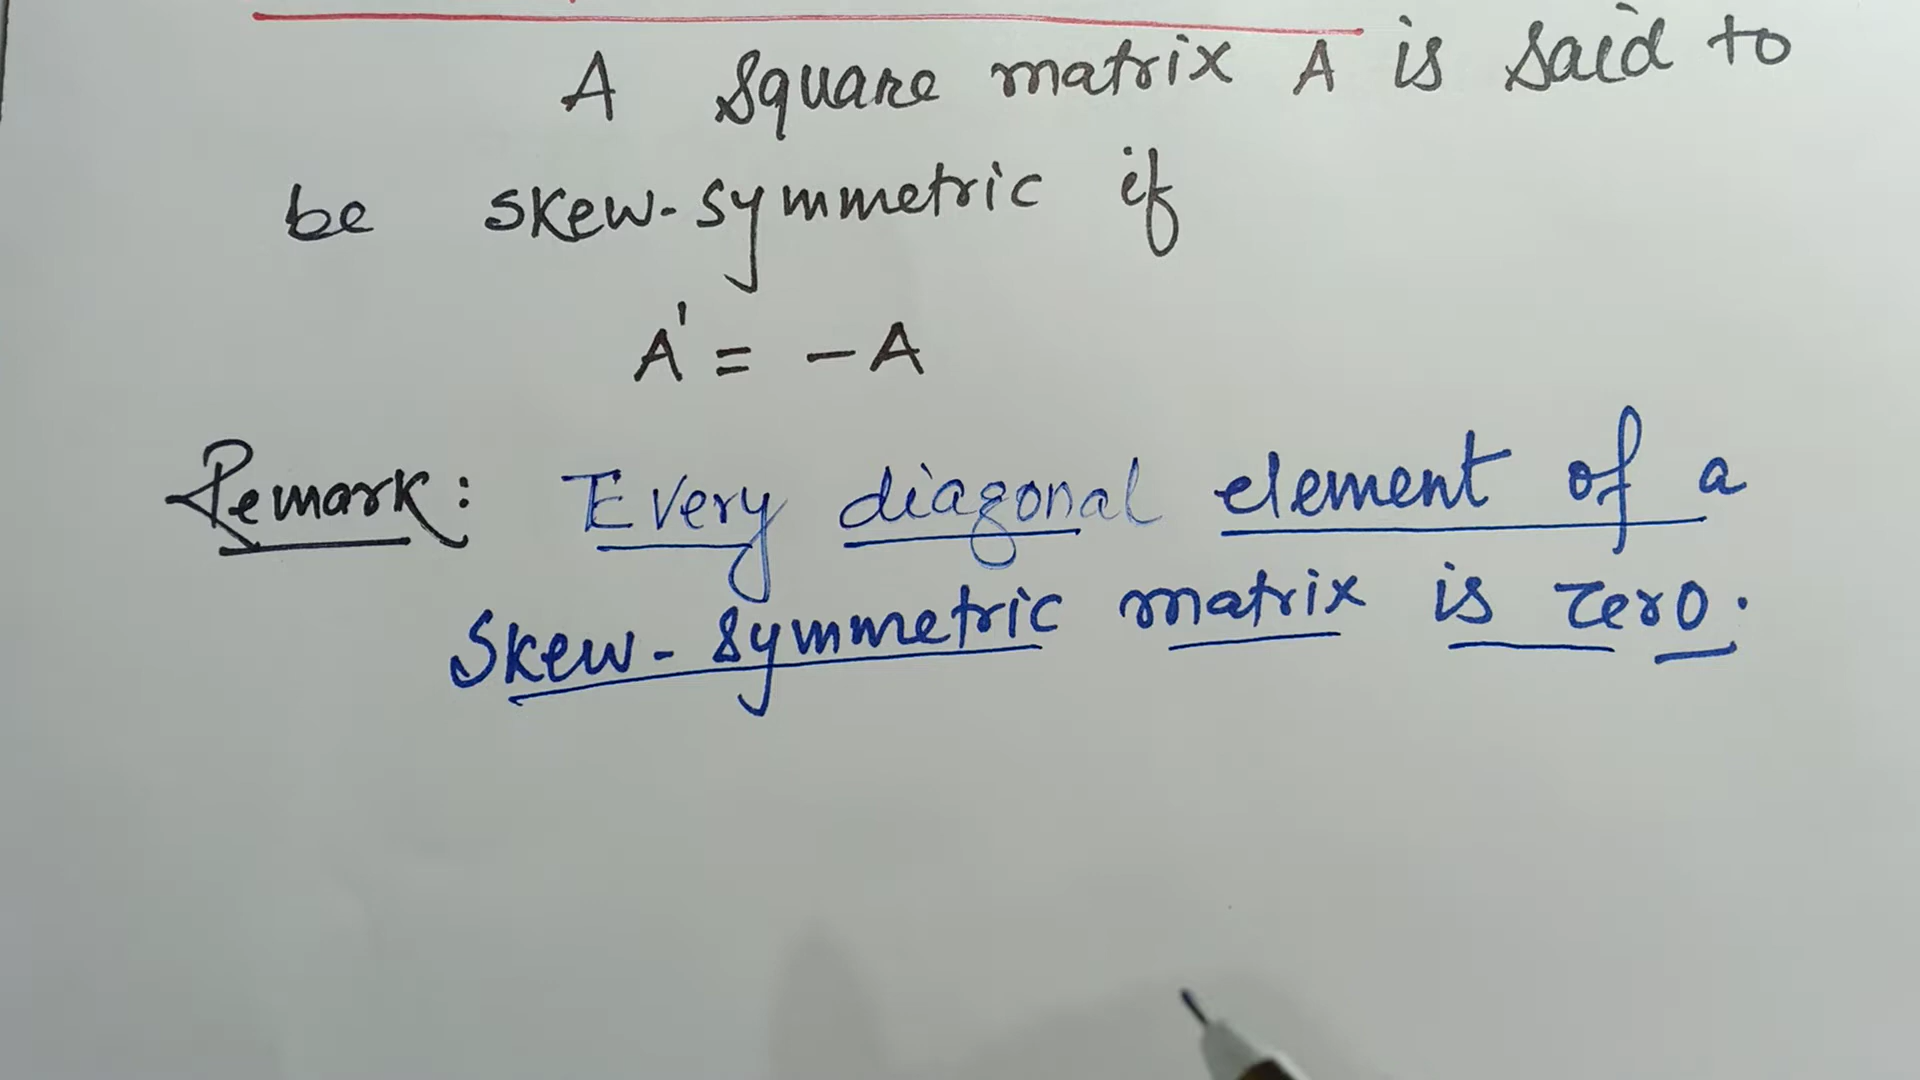 A square matrix A is said to
be skew-symmetric if
A' = -A
Remark: Every diagonal element of a
Skew-symmetric matrix is zero.